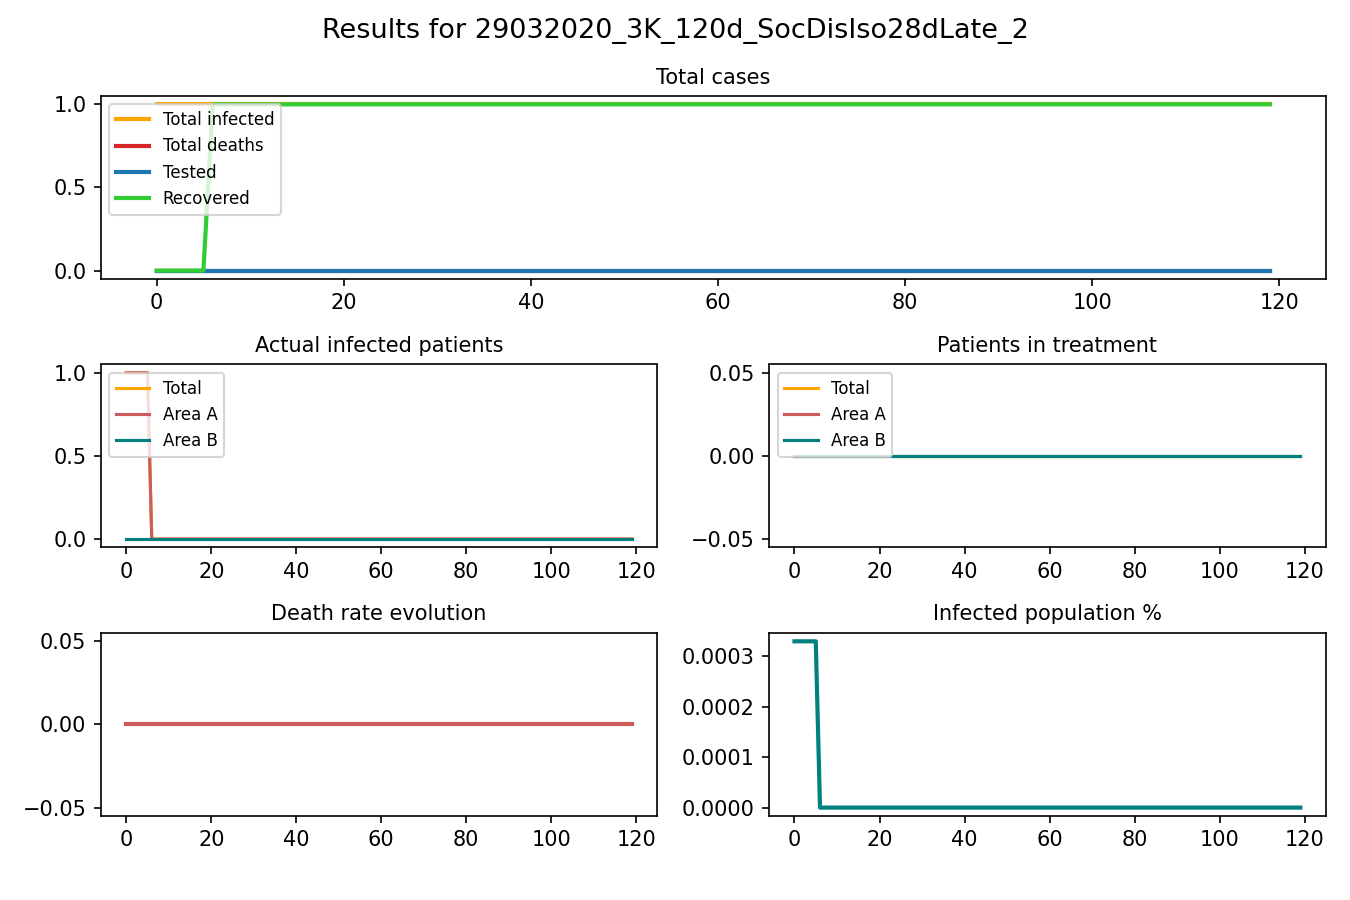 Results for 29032020_3K_120d_SocDisIso28dLate_2
Total cases
1.0
0.5
0.0
Total infected
Total deaths
Tested
Recovered
0 20 40 60 80 100 120
Actual infected patients
1.0
0.5
0.0
Total
Area A
Area B
0 20 40 60 80 100 120
Patients in treatment
0.05
0.00
−0.05
Total
Area A
Area B
0 20 40 60 80 100 120
Death rate evolution
0.05
0.00
−0.05
0 20 40 60 80 100 120
Infected population %
0.0003
0.0002
0.0001
0.0000
0 20 40 60 80 100 120